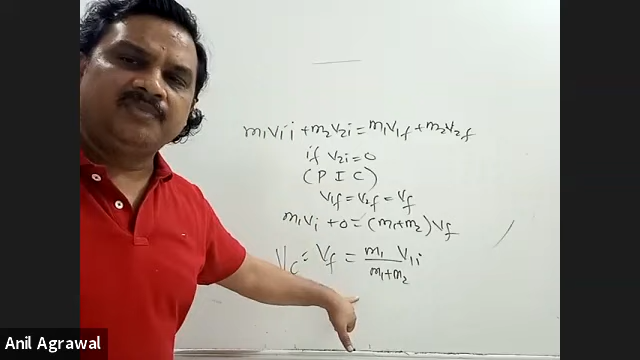 m₁v₁i + m₂v₂i = m₁v₁f + m₂v₂f
if v₂i = 0
(P I C)
v₁f = v₂f = vf
m₁vi + 0 = (m₁+m₂)vf
Vc = Vf = m₁/m₁+m₂ V₁i
Anil Agrawal